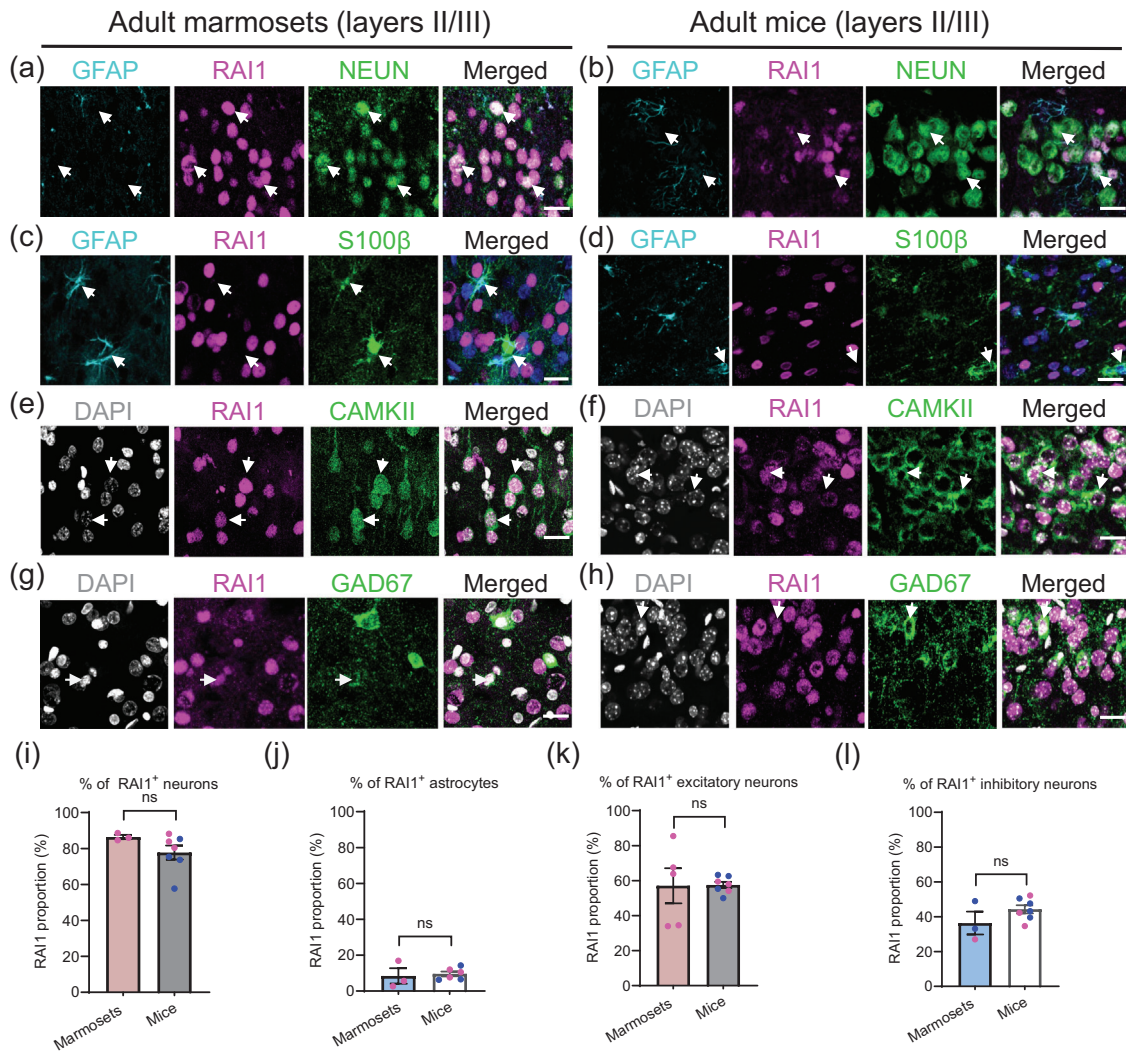 Adult marmosets (layers II/III) Adult mice (layers II/III)
(a) GFAP RAI1 NEUN Merged (b) GFAP RAI1 NEUN Merged
(c) GFAP RAI1 S100β Merged (d) GFAP RAI1 S100β Merged
(e) DAPI RAI1 CAMKII Merged (f) DAPI RAI1 CAMKII Merged
(g) DAPI RAI1 GAD67 Merged (h) DAPI RAI1 GAD67 Merged
(i)
% of RAI1+ neurons
ns
RAI1 proportion (%)
100
80
60
40
20
0
Marmosets
Mice
(j)
% of RAI1+ astrocytes
ns
RAI1 proportion (%)
100
80
60
40
20
0
Marmosets
Mice
(k)
% of RAI1+ excitatory neurons
ns
RAI1 proportion (%)
100
80
60
40
20
0
Marmosets
Mice
(l)
% of RAI1+ inhibitory neurons
ns
RAI1 proportion (%)
100
80
60
40
20
0
Marmosets
Mice